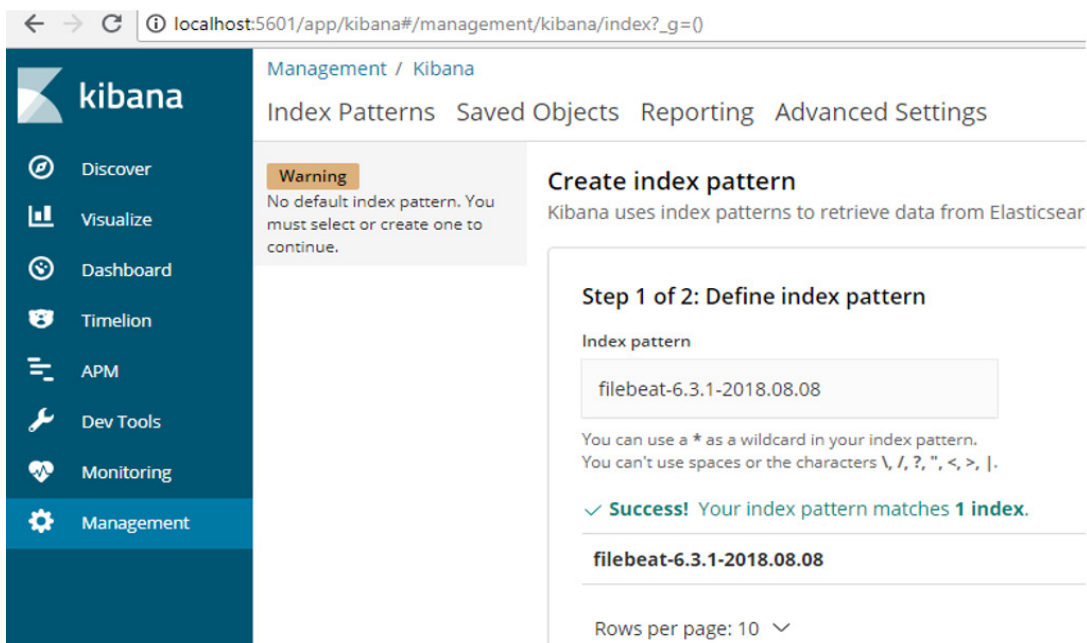 localhost:5601/app/kibana#/management/kibana/index?_g=()
kibana
Discover
Visualize
Dashboard
Timelion
APM
Dev Tools
Monitoring
Management
Management / Kibana
Index Patterns Saved Objects Reporting Advanced Settings
Warning
No default index pattern. You
must select or create one to
continue.
Create index pattern
Kibana uses index patterns to retrieve data from Elasticsear
Step 1 of 2: Define index pattern
Index pattern
filebeat-6.3.1-2018.08.08
You can use a * as a wildcard in your index pattern.
You can't use spaces or the characters \, /, ?, ", <, >, |.
✓ Success! Your index pattern matches 1 index.
filebeat-6.3.1-2018.08.08
Rows per page: 10